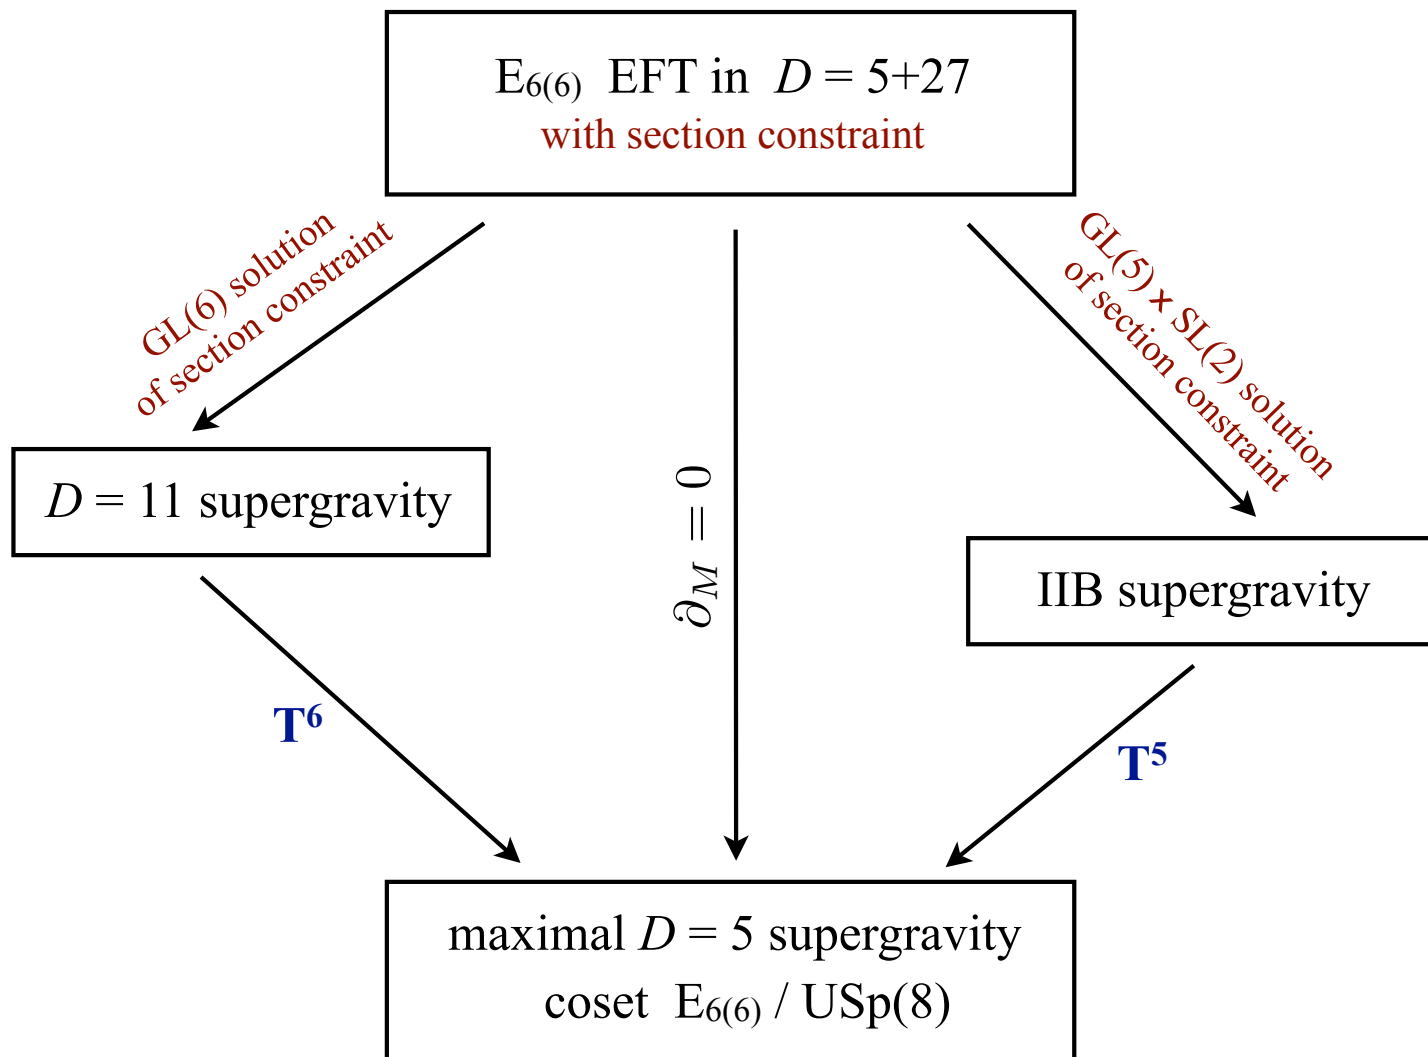 E6(6) EFT in D = 5+27
with section constraint
GL(6) solution
of section constraint
GL(5) x SL(2) solution
of section constraint
∂M = 0
D = 11 supergravity
IIB supergravity
T6
T5
maximal D = 5 supergravity
coset E6(6) / USp(8)